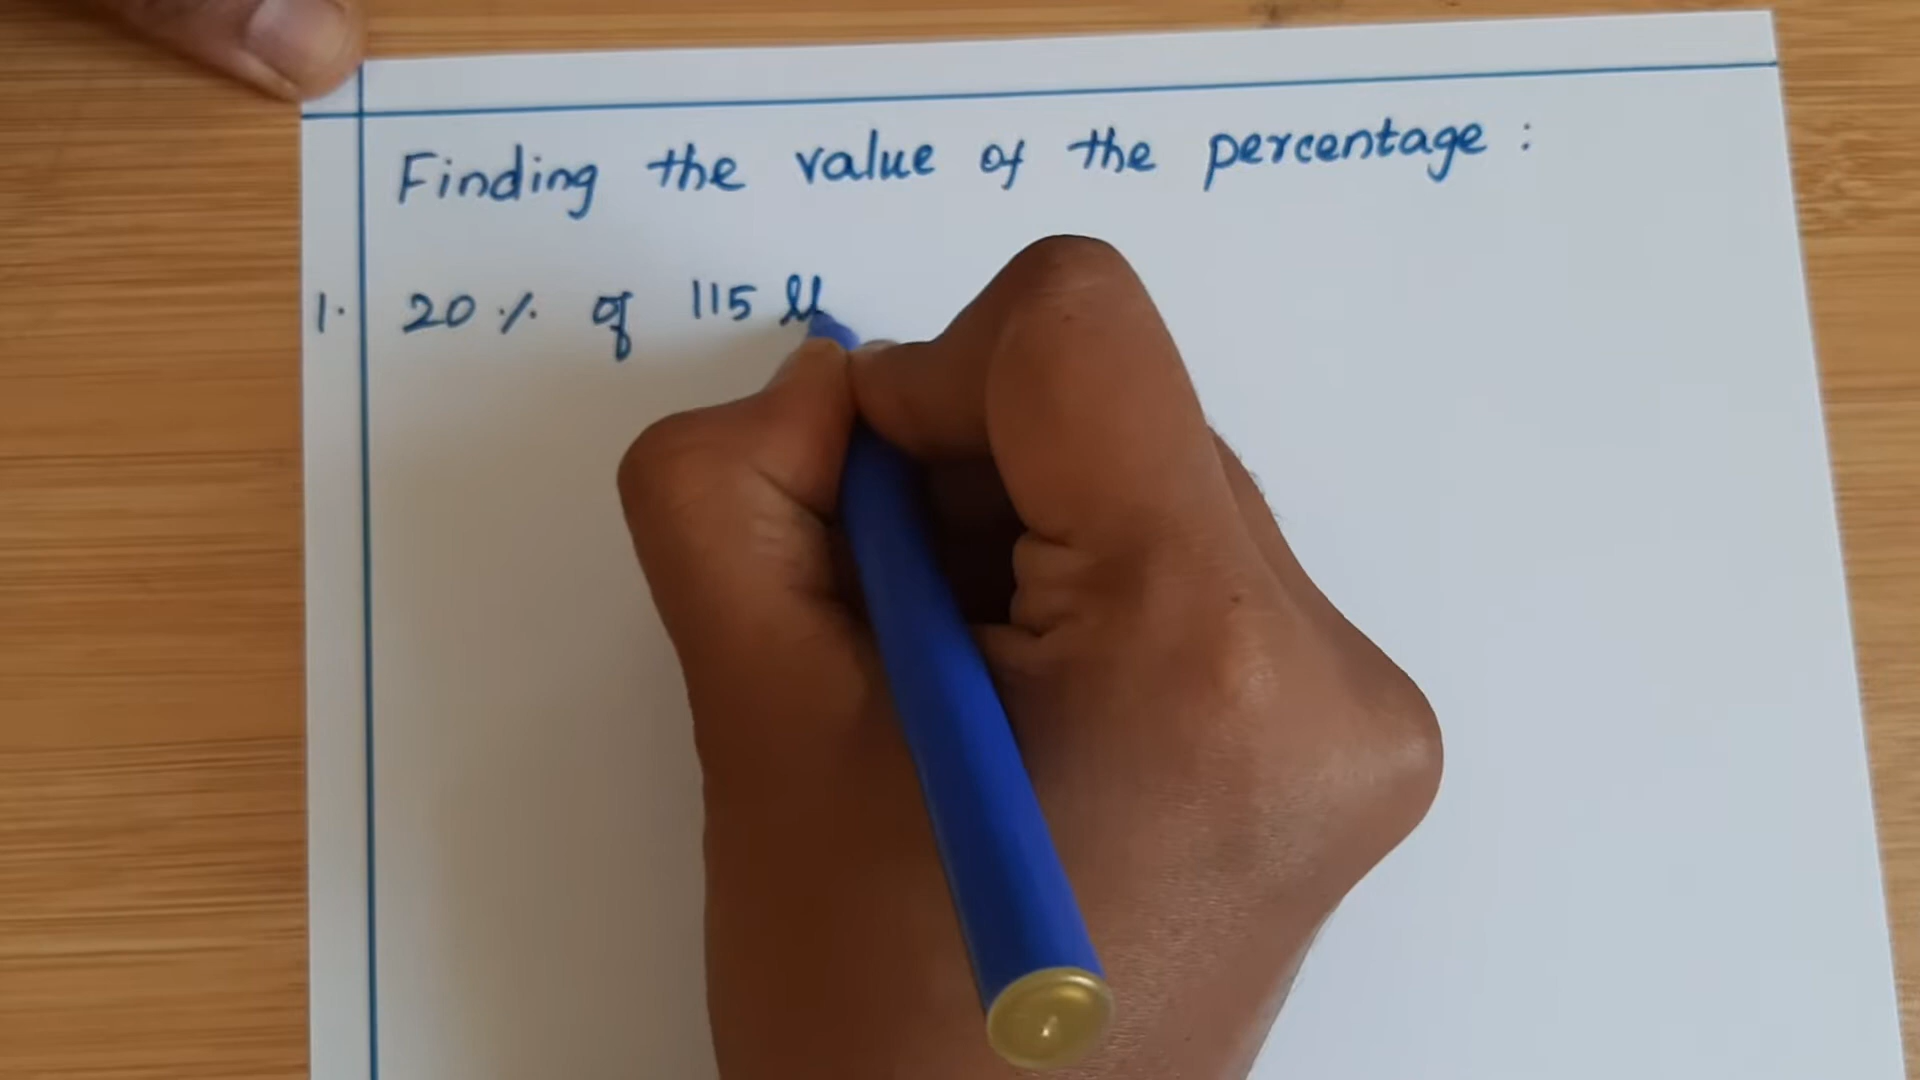 Finding the value of the percentage :
1. 20 % of 115